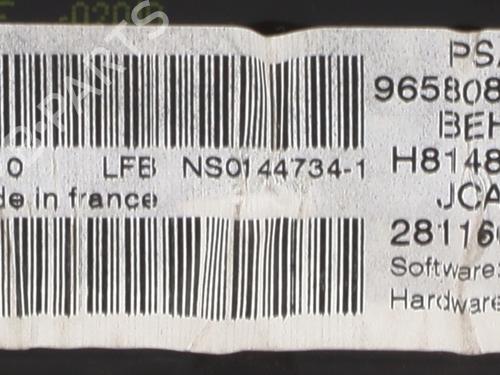 PSA
965808
BEH
0 LFB NS0144734-1 H8148
de in france JCA
28116
Software:
Hardware